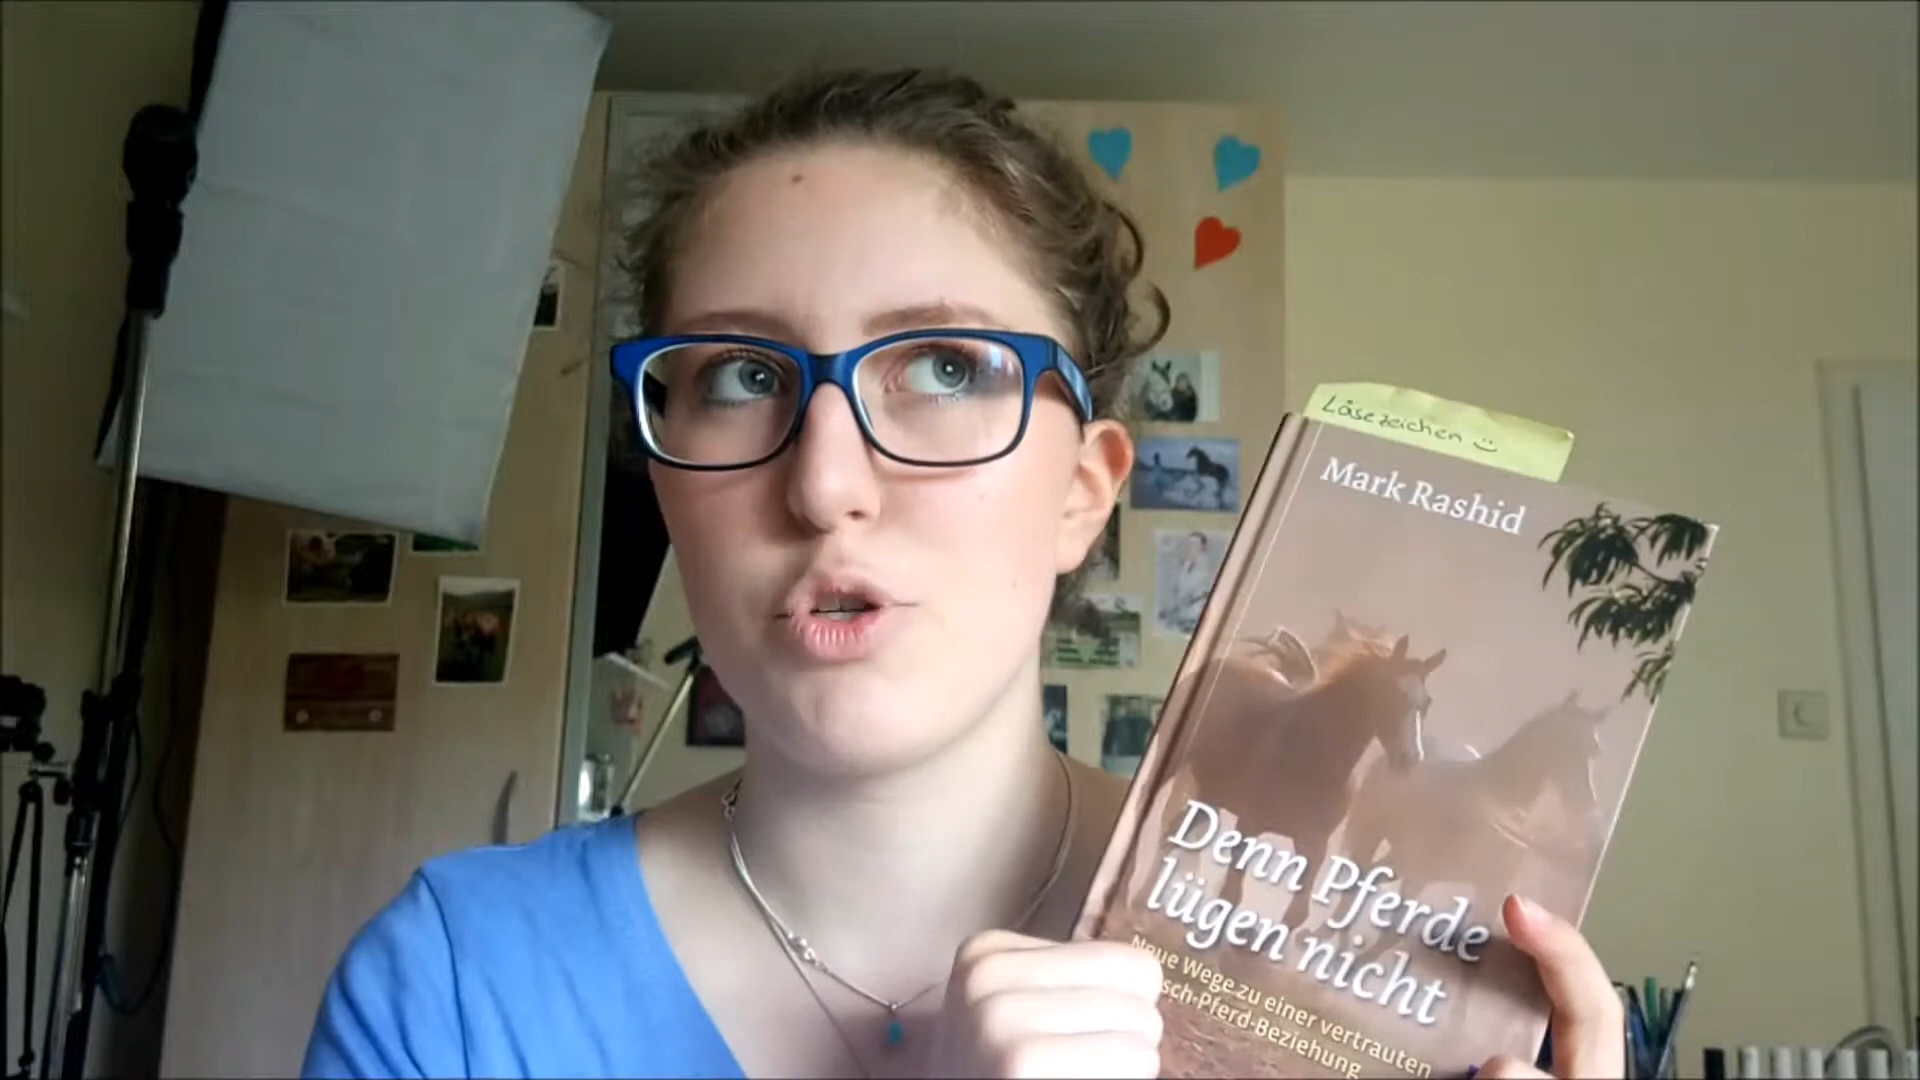 Läsezeichen :)
Mark Rashid
Denn Pferde
lügen nicht
Neue Wege zu einer vertrauten
sch-Pferd-Beziehung